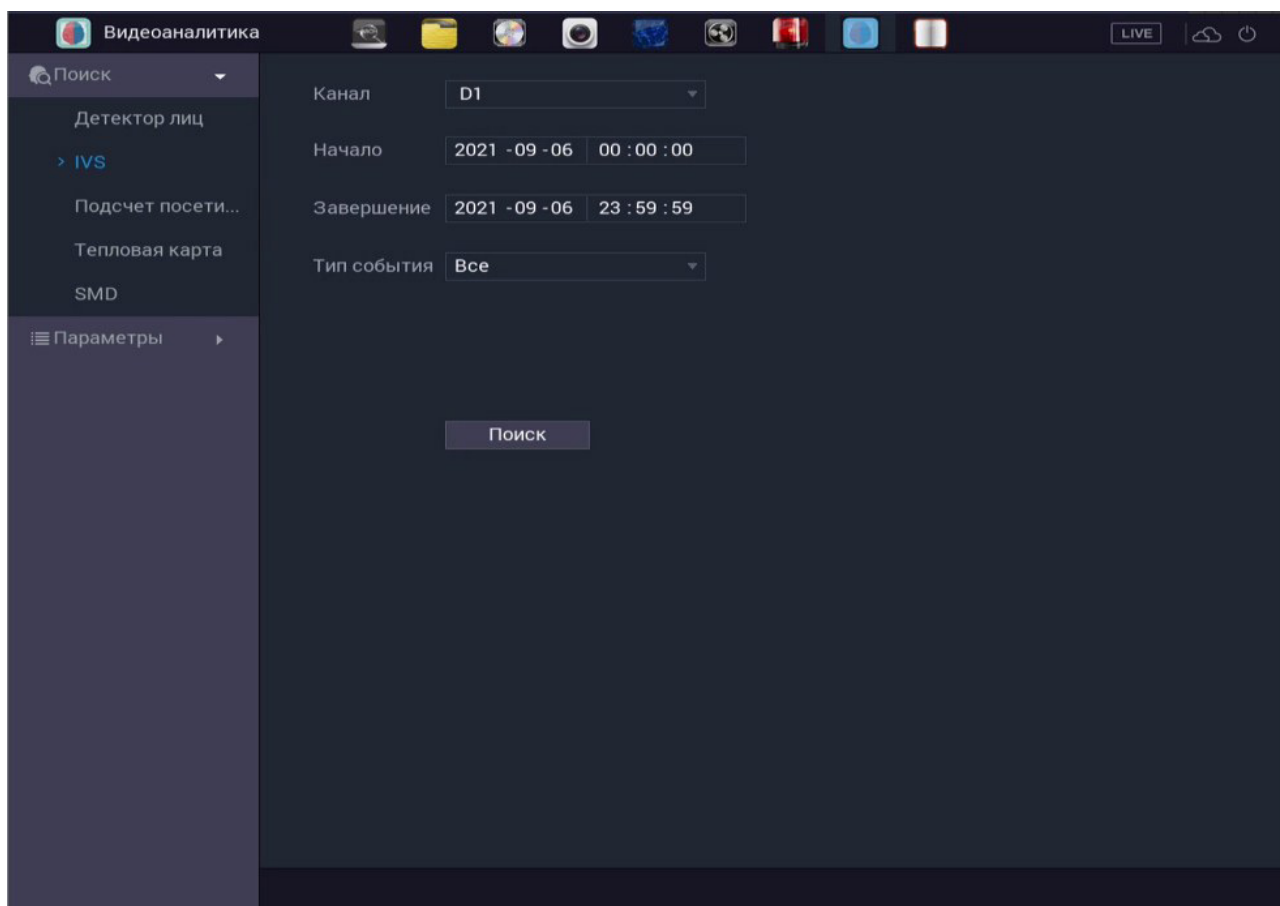 Видеоаналитика
LIVE
Поиск
Детектор лиц
> IVS
Подсчет посети...
Тепловая карта
SMD
Параметры
Канал D1
Начало 2021 -09 -06 00 :00 :00
Завершение 2021 -09 -06 23 :59 :59
Тип события Все
Поиск